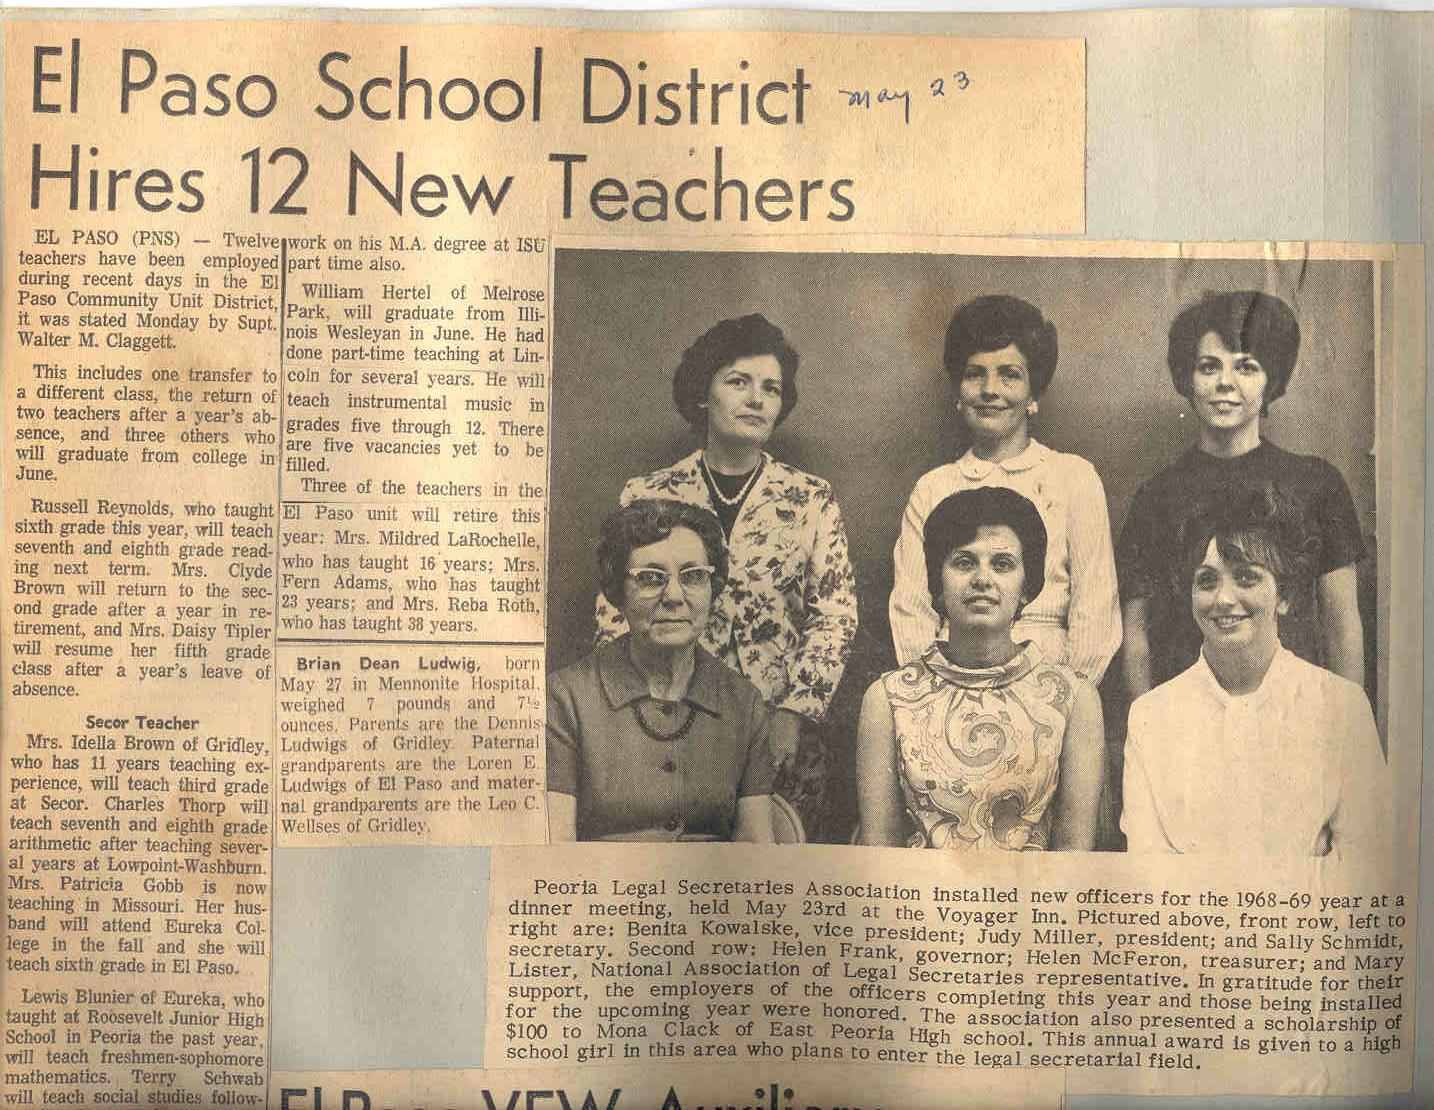 El Paso School District
May 23
Hires 12 New Teachers
EL PASO (PNS) — Twelve
teachers have been employed
during recent days in the El
Paso Community Unit District,
it was stated Monday by Supt.
Walter M. Claggett.
This includes one transfer to
a different class, the return of
two teachers after a year's ab-
sence, and three others who
will graduate from college in
June.
Russell Reynolds, who taught
sixth grade this year, will teach
seventh and eighth grade read-
ing next term. Mrs. Clyde
Brown will return to the sec-
ond grade after a year in re-
tirement, and Mrs. Daisy Tipler
will resume her fifth grade
class after a year's leave of
absence.
Secor Teacher
Mrs. Idella Brown of Gridley,
who has 11 years teaching ex-
perience, will teach third grade
at Secor. Charles Thorp will
teach seventh and eighth grade
arithmetic after teaching sever-
al years at Lowpoint-Washburn.
Mrs. Patricia Gobb is now
teaching in Missouri. Her hus-
band will attend Eureka Col-
lege in the fall and she will
teach sixth grade in El Paso.
Lewis Blunier of Eureka, who
taught at Roosevelt Junior High
School in Peoria the past year,
will teach freshmen-sophomore
mathematics. Terry Schwab
will teach social studies follow-
work on his M.A. degree at ISU
part time also.
William Hertel of Melrose
Park, will graduate from Illi-
nois Wesleyan in June. He had
done part-time teaching at Lin-
coln for several years. He will
teach instrumental music in
grades five through 12. There
are five vacancies yet to be
filled.
Three of the teachers in the
El Paso unit will retire this
year: Mrs. Mildred LaRochelle,
who has taught 16 years; Mrs.
Fern Adams, who has taught
23 years; and Mrs. Reba Roth,
who has taught 38 years.
Brian Dean Ludwig, born
May 27 in Mennonite Hospital,
weighed 7 pounds and 7½
ounces. Parents are the Dennis
Ludwigs of Gridley. Paternal
grandparents are the Loren E.
Ludwigs of El Paso and mater-
nal grandparents are the Leo C.
Wellses of Gridley.
Peoria Legal Secretaries Association installed new officers for the 1968-69 year at a
dinner meeting, held May 23rd at the Voyager Inn. Pictured above, front row, left to
right are: Benita Kowalske, vice president; Judy Miller, president; and Sally Schmidt,
secretary. Second row: Helen Frank, governor; Helen McFeron, treasurer; and Mary
Lister, National Association of Legal Secretaries representative. In gratitude for their
support, the employers of the officers completing this year and those being installed
for the upcoming year were honored. The association also presented a scholarship of
$100 to Mona Clack of East Peoria High school. This annual award is given to a high
school girl in this area who plans to enter the legal secretarial field.
El Paso VFW Auxiliary